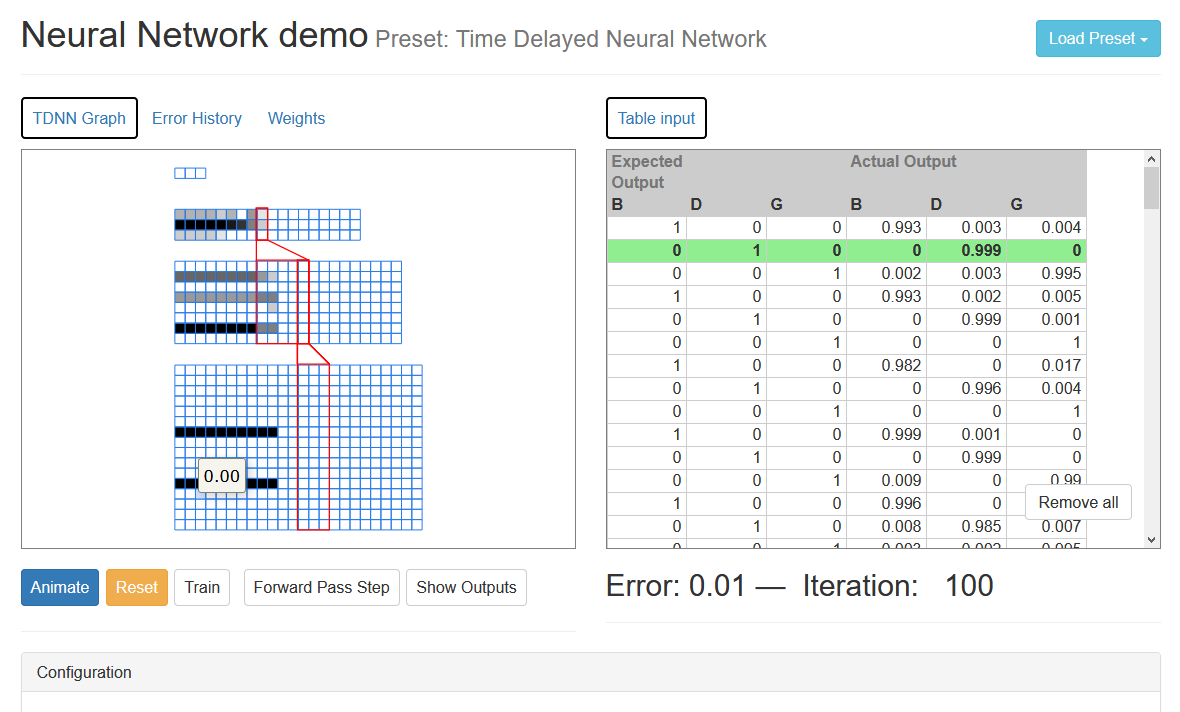 Neural Network demo Preset: Time Delayed Neural Network
Load Preset
TDNN Graph Error History Weights
Table input
0.00
Expected Actual Output
Output
B D G B D G
1 0 0 0.993 0.003 0.004
0 1 0 0 0.999 0
0 0 1 0.002 0.003 0.995
1 0 0 0.993 0.002 0.005
0 1 0 0 0.999 0.001
0 0 1 0 0 1
1 0 0 0.982 0 0.017
0 1 0 0 0.996 0.004
0 0 1 0 0 1
1 0 0 0.999 0.001 0
0 1 0 0 0.999 0
0 0 1 0.009 0 0.99
1 0 0 0.996 0
Remove all
0 1 0 0.008 0.985 0.007
Animate Reset Train Forward Pass Step Show Outputs
Error: 0.01 — Iteration: 100
Configuration